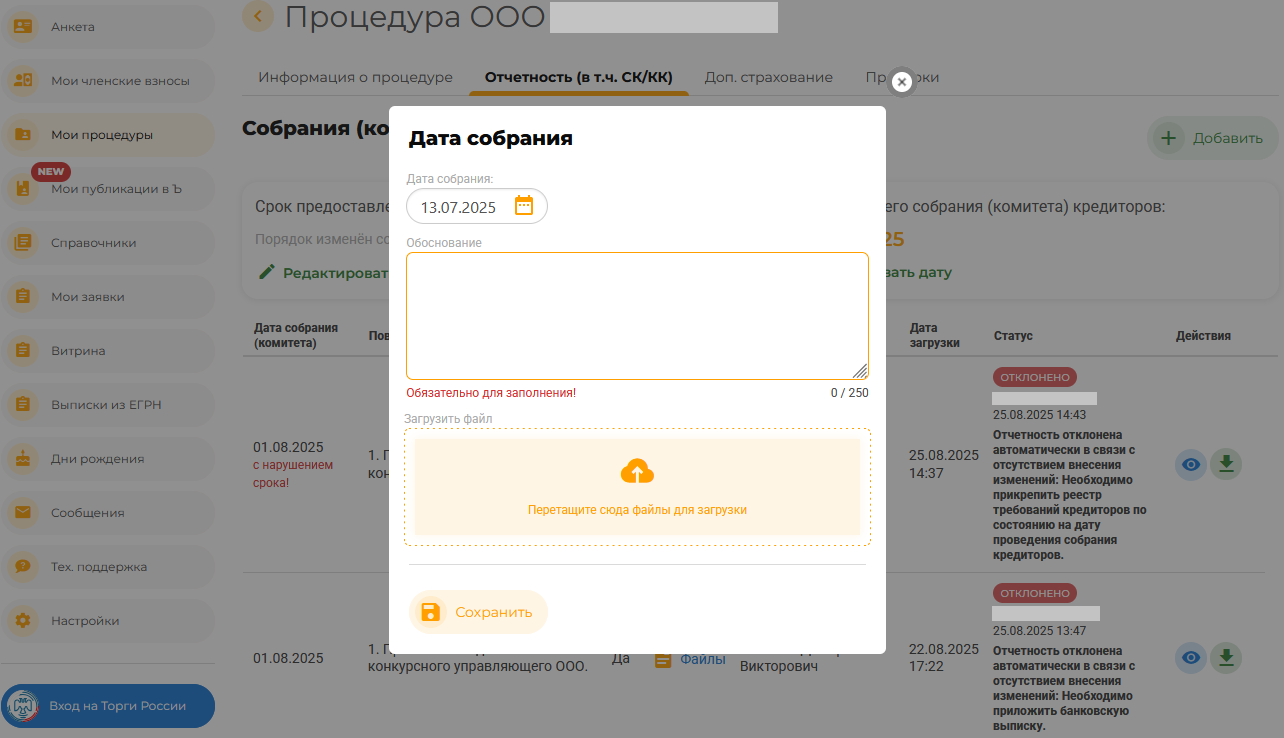 Анкета
Мои членские взносы
Мои процедуры
NEW
Мои публикации в Ъ
Справочники
Мои заявки
Витрина
Выписки из ЕГРН
Дни рождения
Сообщения
Тех. поддержка
Настройки
Вход на Торги России
Процедура ООО
Информация о процедуре
Отчетность (в т.ч. СК/КК)
Доп. страхование
Собрания (ко
Добавить
Срок предоставле
его собрания (комитета) кредиторов:
Порядок изменён со
25
Редактироват
вать дату
Дата собрания
Дата собрания:
13.07.2025
Обоснование
Обязательно для заполнения!
0 / 250
Загрузить файл
Перетащите сюда файлы для загрузки
Сохранить
Дата собрания
(комитета)
Пов
Дата
загрузки
Статус
Действия
01.08.2025
с нарушением
срока!
1. П
кон
25.08.2025
14:37
ОТКЛОНЕНО
25.08.2025 14:43
Отчетность отклонена
автоматически в связи с
отсутствием внесения
изменений: Необходимо
прикрепить реестр
требований кредиторов по
состоянию на дату
проведения собрания
кредиторов.
01.08.2025
конкурсного управляющего ООО.
Да
Файлы
Викторович
22.08.2025
17:22
ОТКЛОНЕНО
25.08.2025 13:47
Отчетность отклонена
автоматически в связи с
отсутствием внесения
изменений: Необходимо
приложить банковскую
выписку.